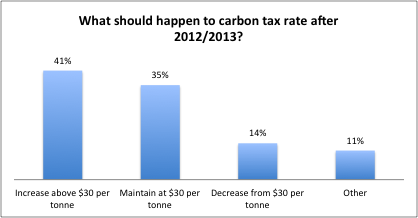 What should happen to carbon tax rate after
2012/2013?
41%
35%
14%
11%
Increase above $30 per
tonne
Maintain at $30 per
tonne
Decrease from $30 per
tonne
Other